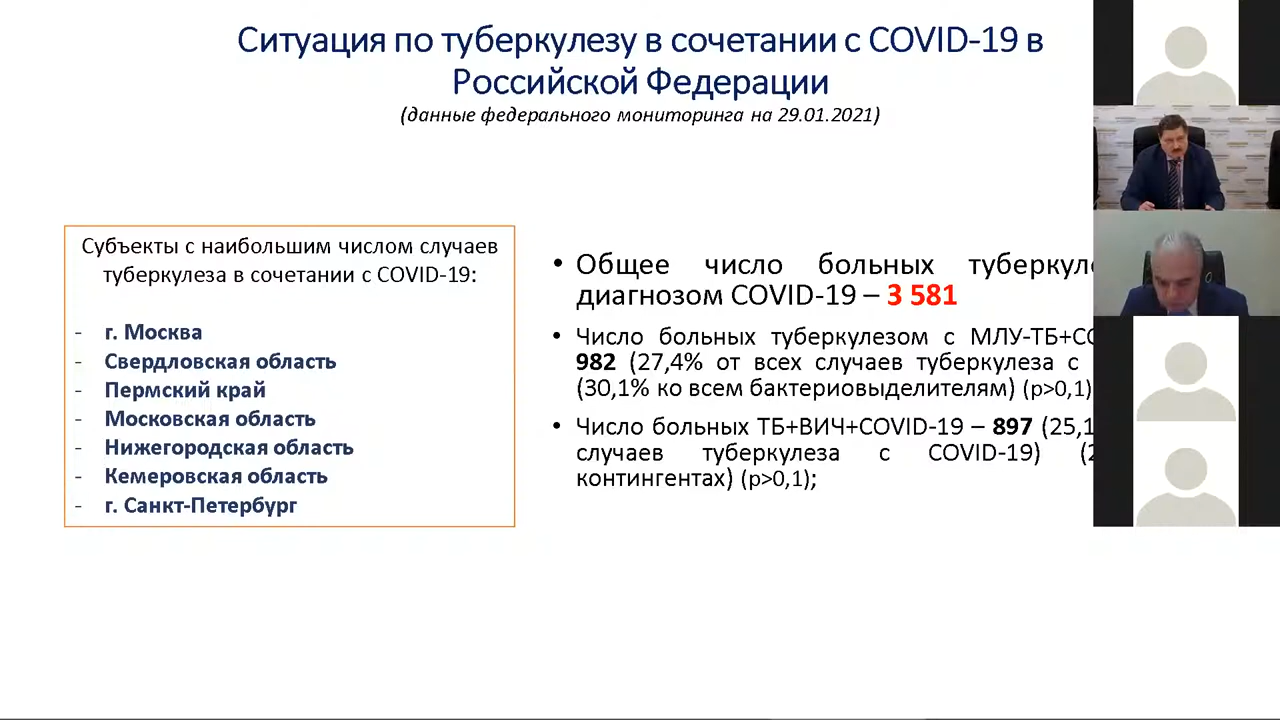 Ситуация по туберкулезу в сочетании с COVID-19 в
Российской Федерации
(данные федерального мониторинга на 29.01.2021)
Субъекты с наибольшим числом случаев
туберкулеза в сочетании с COVID-19:
- г. Москва
- Свердловская область
- Пермский край
- Московская область
- Нижегородская область
- Кемеровская область
- г. Санкт-Петербург
• Общее число больных
диагнозом COVID-19 – 3 581
• Число больных туберкулезом с
982 (27,4% от всех случаев туберкулеза с
(30,1% ко всем бактериовыделителям) (p>0,1)
• Число больных ТБ+ВИЧ+COVID-19 – 897
случаев туберкулеза с COVID-19)
контингентах) (p>0,1);